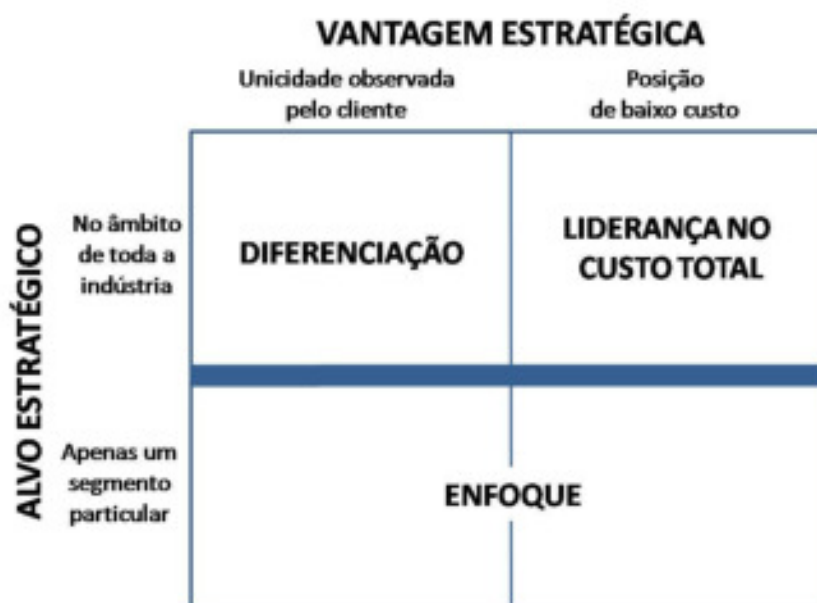 VANTAGEM ESTRATÉGICA
Unicidade observada
pelo cliente
Posição
de baixo custo
ALVO ESTRATÉGICO
No âmbito
de toda a
indústria
DIFERENCIAÇÃO
LIDERANÇA NO
CUSTO TOTAL
Apenas um
segmento
particular
ENFOQUE